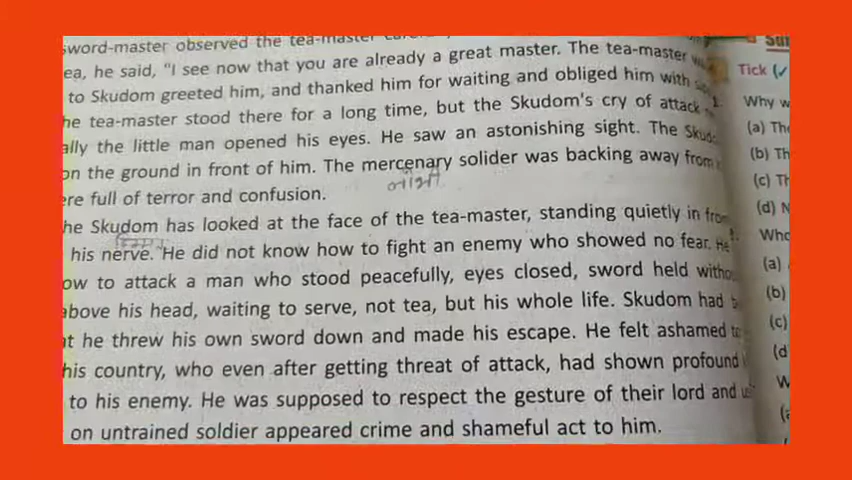 sword-master observed the tea-master
ea, he said, "I see now that you are already a great master. The tea-master
to Skudom greeted him, and thanked him for waiting and obliged him with
he tea-master stood there for a long time, but the Skudom's cry of attack
ally the little man opened his eyes. He saw an astonishing sight. The Skud
on the ground in front of him. The mercenary solider was backing away from
ere full of terror and confusion.
he Skudom has looked at the face of the tea-master, standing quietly in fron
his nerve. He did not know how to fight an enemy who showed no fear. He
ow to attack a man who stood peacefully, eyes closed, sword held witho
above his head, waiting to serve, not tea, but his whole life. Skudom had
at he threw his own sword down and made his escape. He felt ashamed to
his country, who even after getting threat of attack, had shown profound
to his enemy. He was supposed to respect the gesture of their lord and
on untrained soldier appeared crime and shameful act to him.
Tick (✓
Why w
(a) The
(b) Th
(c) Th
(d) N
Who
(a)
(b)
(c)
(d
W
(a